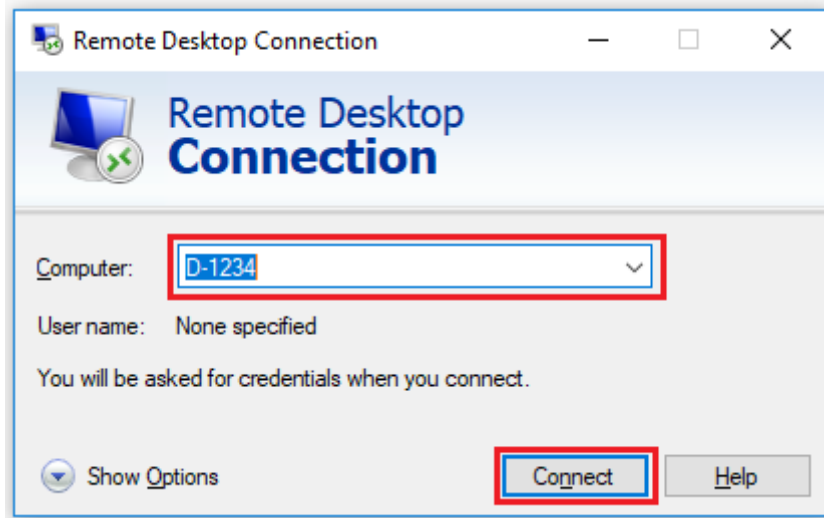 Remote Desktop Connection
Remote Desktop
Connection
Computer: D-1234
User name: None specified
You will be asked for credentials when you connect.
Show Options Connect Help